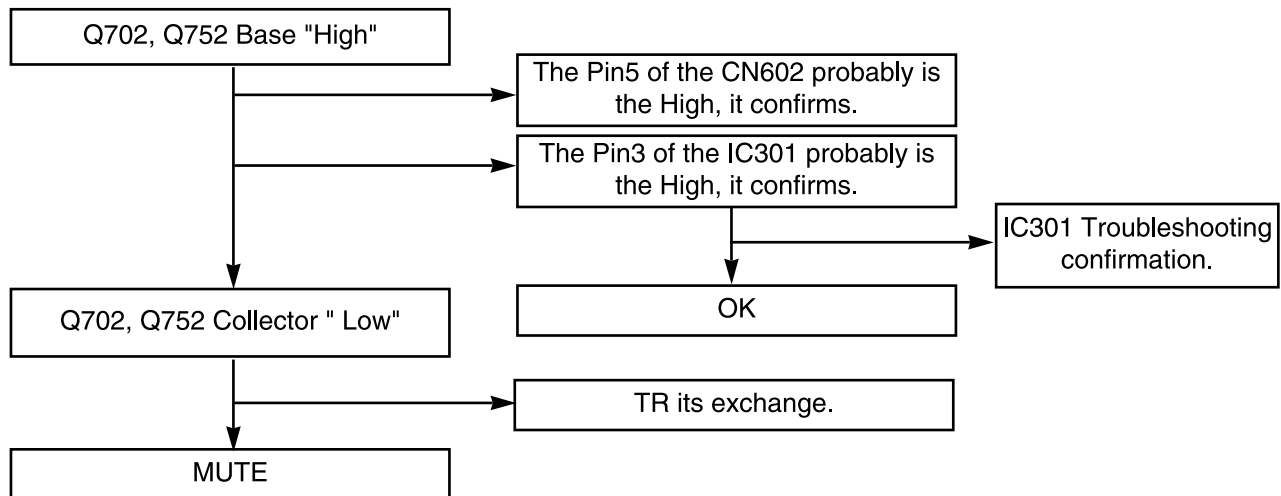 Q702, Q752 Base "High"
The Pin5 of the CN602 probably is
the High, it confirms.
The Pin3 of the IC301 probably is
the High, it confirms.
IC301 Troubleshooting
confirmation.
OK
Q702, Q752 Collector " Low"
TR its exchange.
MUTE